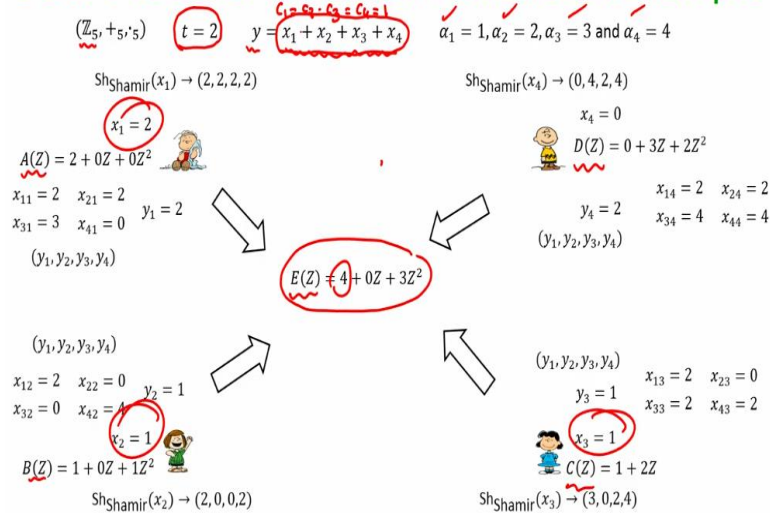 C₁ = C₂ = C₃ = C₄ = 1
(ℤ₅, +₅, ·₅) t = 2 y = x₁ + x₂ + x₃ + x₄ α₁ = 1, α₂ = 2, α₃ = 3 and α₄ = 4
Sh_Shamir(x₁) → (2, 2, 2, 2)
x₁ = 2
A(Z) = 2 + 0Z + 0Z²
x₁₁ = 2 x₂₁ = 2
x₃₁ = 3 x₄₁ = 0
y₁ = 2
(y₁, y₂, y₃, y₄)
Sh_Shamir(x₄) → (0, 4, 2, 4)
x₄ = 0
D(Z) = 0 + 3Z + 2Z²
x₁₄ = 2 x₂₄ = 2
x₃₄ = 4 x₄₄ = 4
y₄ = 2
(y₁, y₂, y₃, y₄)
E(Z) = 4 + 0Z + 3Z²
(y₁, y₂, y₃, y₄)
x₁₂ = 2 x₂₂ = 0
x₃₂ = 0 x₄₂ = 4
y₂ = 1
x₂ = 1
B(Z) = 1 + 0Z + 1Z²
Sh_Shamir(x₂) → (2, 0, 0, 2)
(y₁, y₂, y₃, y₄)
x₁₃ = 2 x₂₃ = 0
x₃₃ = 2 x₄₃ = 2
y₃ = 1
x₃ = 1
C(Z) = 1 + 2Z
Sh_Shamir(x₃) → (3, 0, 2, 4)